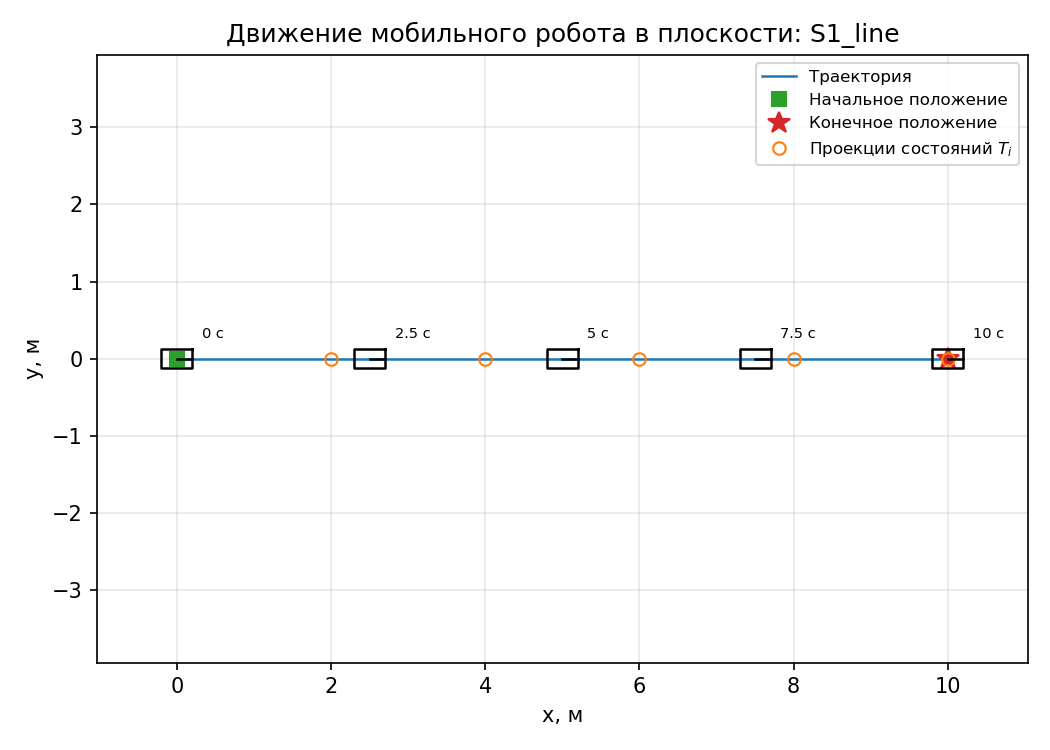 Движение мобильного робота в плоскости: S1_line
Траектория
Начальное положение
Конечное положение
Проекции состояний $T_i$
3
2
1
0
−1
−2
−3
y, м
0 с
2.5 с
5 с
7.5 с
10 с
0
2
4
6
8
10
x, м